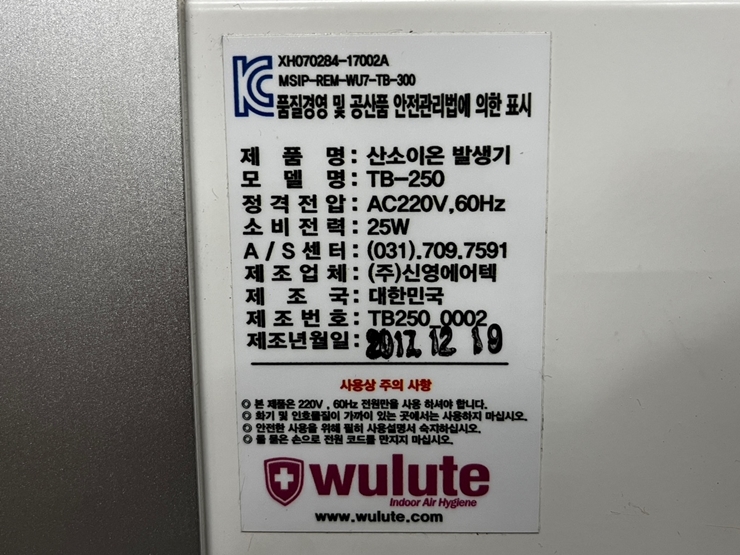 XH070284-17002A
MSIP-REM-WU7-TB-300
품질경영 및 공산품 안전관리법에 의한 표시
제 품 명 : 산소이온 발생기
모 델 명 : TB-250
정 격 전 압 : AC220V,60Hz
소 비 전 력 : 25W
A / S 센 터 : (031).709.7591
제 조 업 체 : (주)신영에어텍
제 조 국 : 대한민국
제 조 번 호 : TB250_0002
제조년월일 : 2017. 12. 19
사용상 주의 사항
◎ 본 제품은 220V , 60Hz 전원만을 사용 하셔야 합니다.
◎ 화기 및 인호물질이 가까이 있는 곳에서는 사용하지 마십시오.
◎ 안전한 사용을 위해 필히 사용설명서 숙지하십시오.
◎ 물 묻은 손으로 전원 코드를 만지지 마십시오.
wulute
Indoor Air Hygiene
www.wulute.com